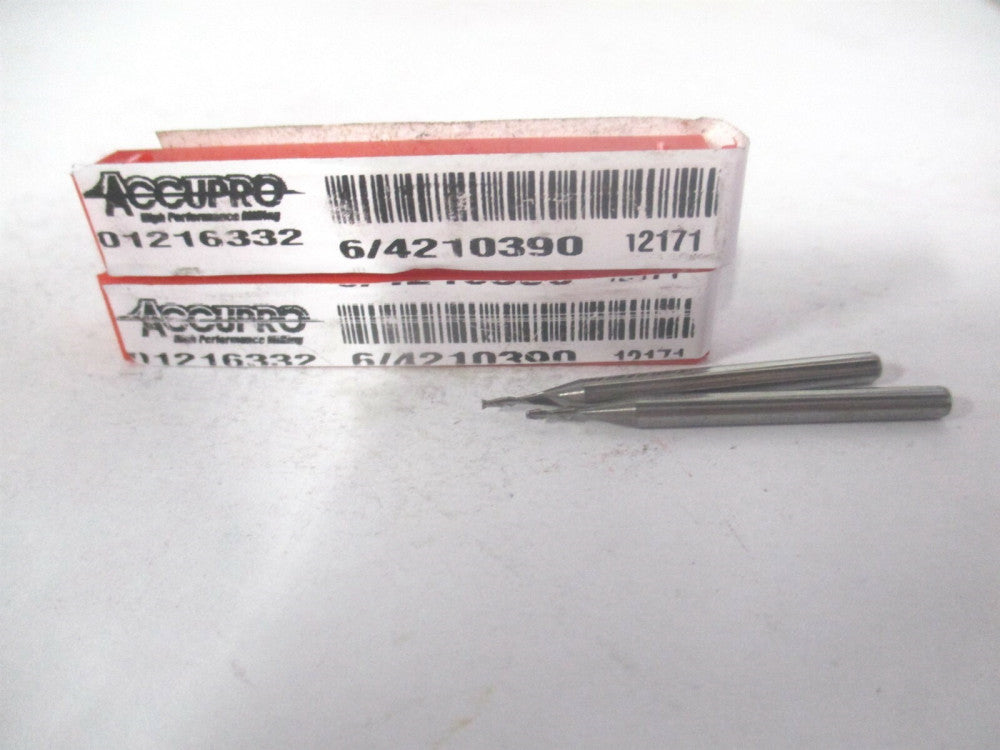 ACCUPRO
High Performance Milling
01216332 6/4210390 12171
ACCUPRO
High Performance Milling
01216332 6/4210390 12171